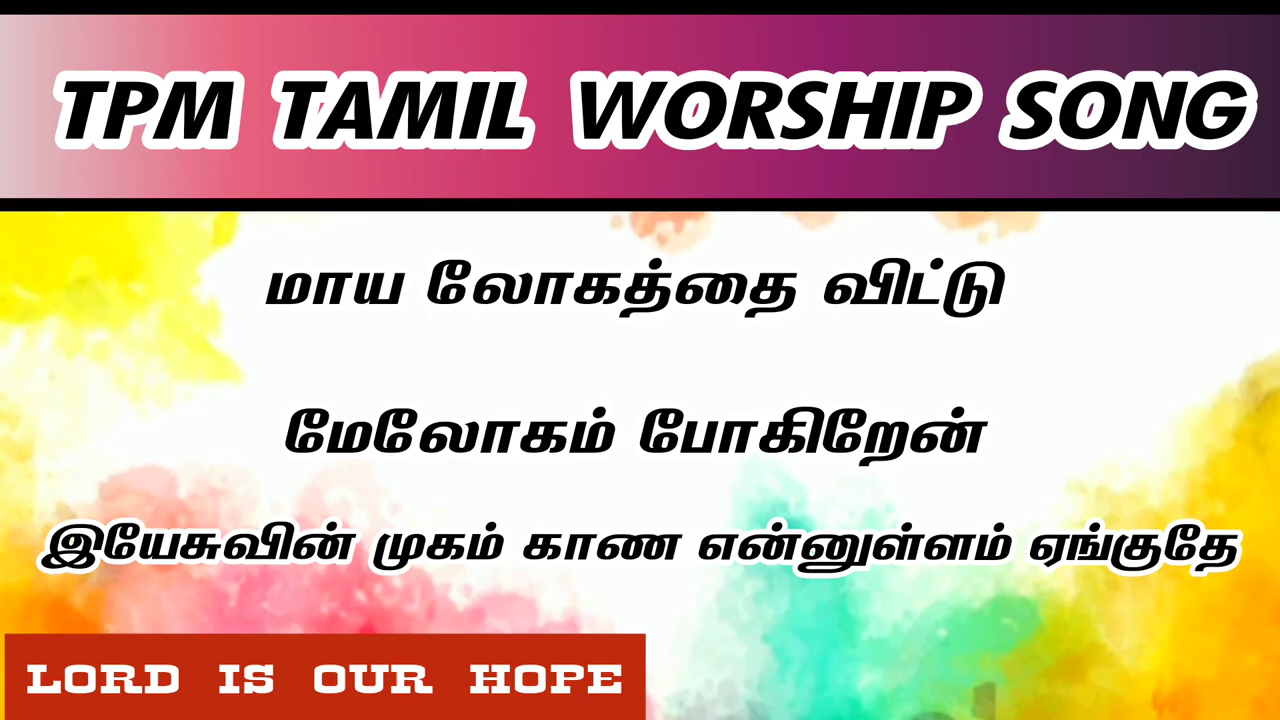 TPM TAMIL WORSHIP SONG
மாய லோகத்தை விட்டு
மேலோகம் போகிறேன்
இயேசுவின் முகம் காண என்னுள்ளம் ஏங்குதே
LORD IS OUR HOPE